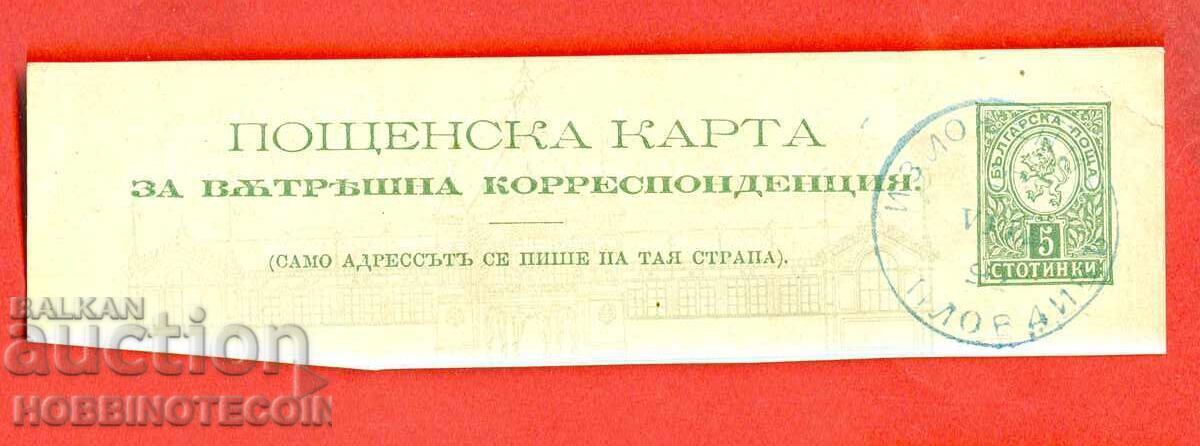 ПОЩЕНСКА КАРТА
ЗА ВѪТРѢШНА КОРРЕСПОНДЕНЦИЯ.
(САМО АДРЕССЪТЪ СЕ ПИШЕ НА ТАЯ СТРАНА).
БЪЛГАРСКА-ПОЩА
5
СТОТИНКИ
ПЛОВДИ
BALKAN
auction
HOBBINOTECOIN